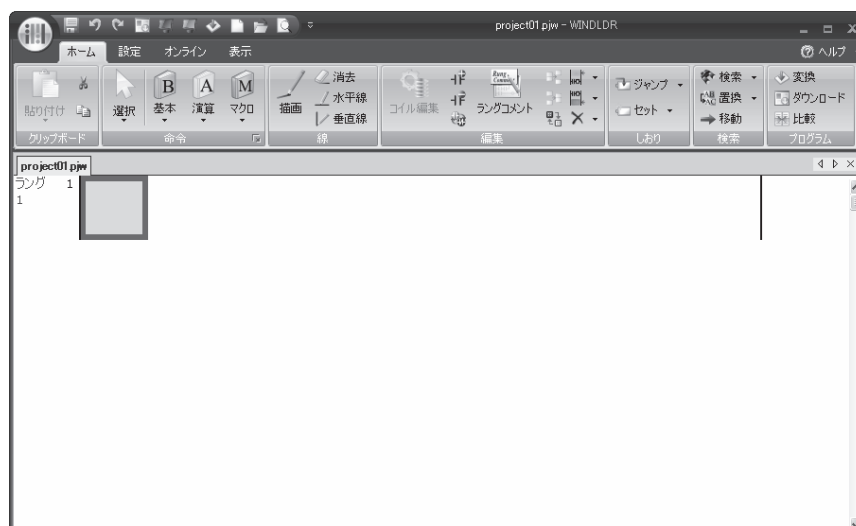 project01.pjw - WINDLDR
ホーム 設定 オンライン 表示 ヘルプ
貼り付け
クリップボード
選択
B 基本
A 演算
M マクロ
命令
描画
消去
水平線
垂直線
線
コイル編集
Rung Comment
ラングコメント
編集
ジャンプ
セット
しおり
検索
置換
移動
検索
変換
ダウンロード
比較
プログラム
project01.pjw
ラング 1
1